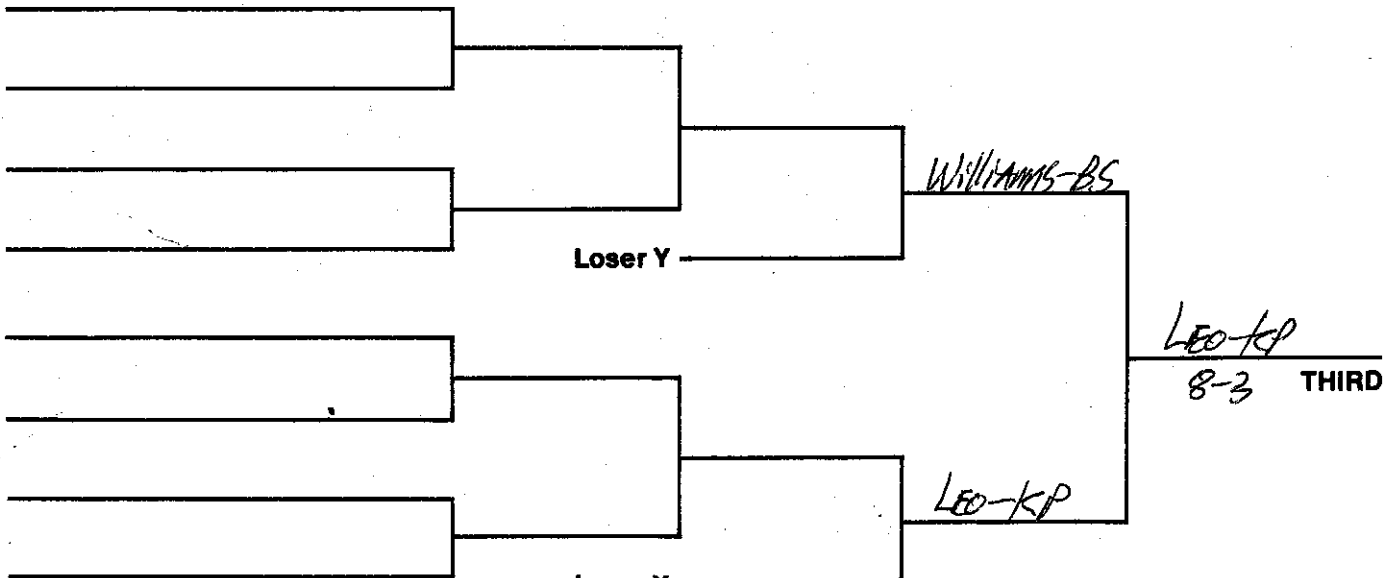 Williams-BS
Loser Y
LEO-KP
8-3 THIRD
LEO-KP